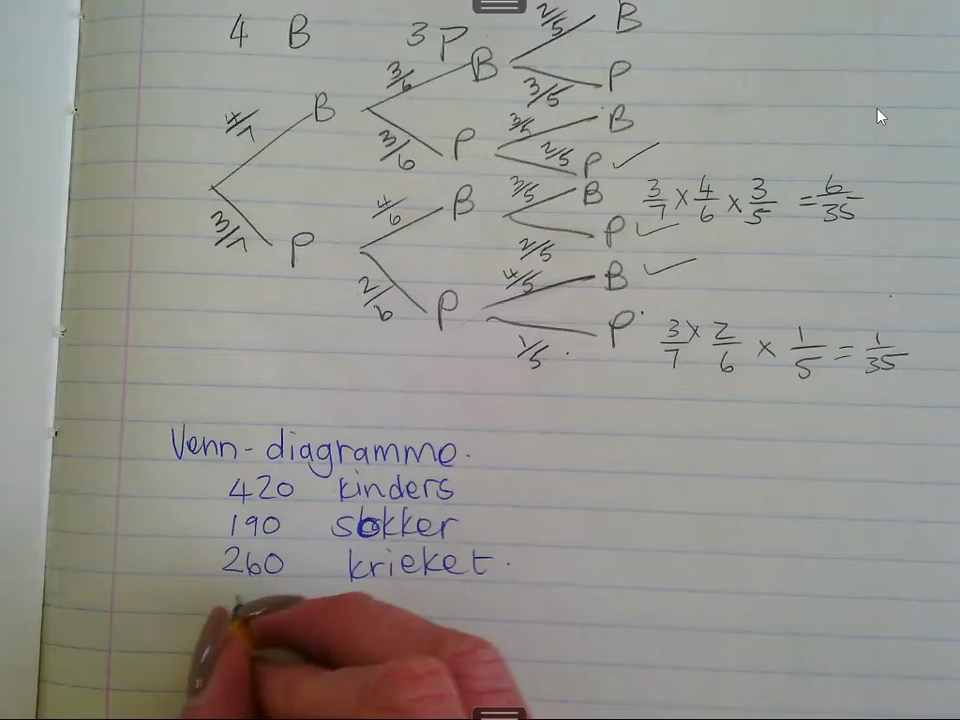 4 B 3 P
4/7 B 3/6 B 2/5 B
3/5 P
3/6 P 3/5 B
2/5 P ✓
3/7 P 4/6 B 3/5 B 3/7 × 4/6 × 3/5 = 6/35
2/5 P ✓
2/6 P 4/5 B ✓
1/5 P 3/7 × 2/6 × 1/5 = 1/35
Venn-diagramme.
420 kinders
190 sokker
260 krieket.